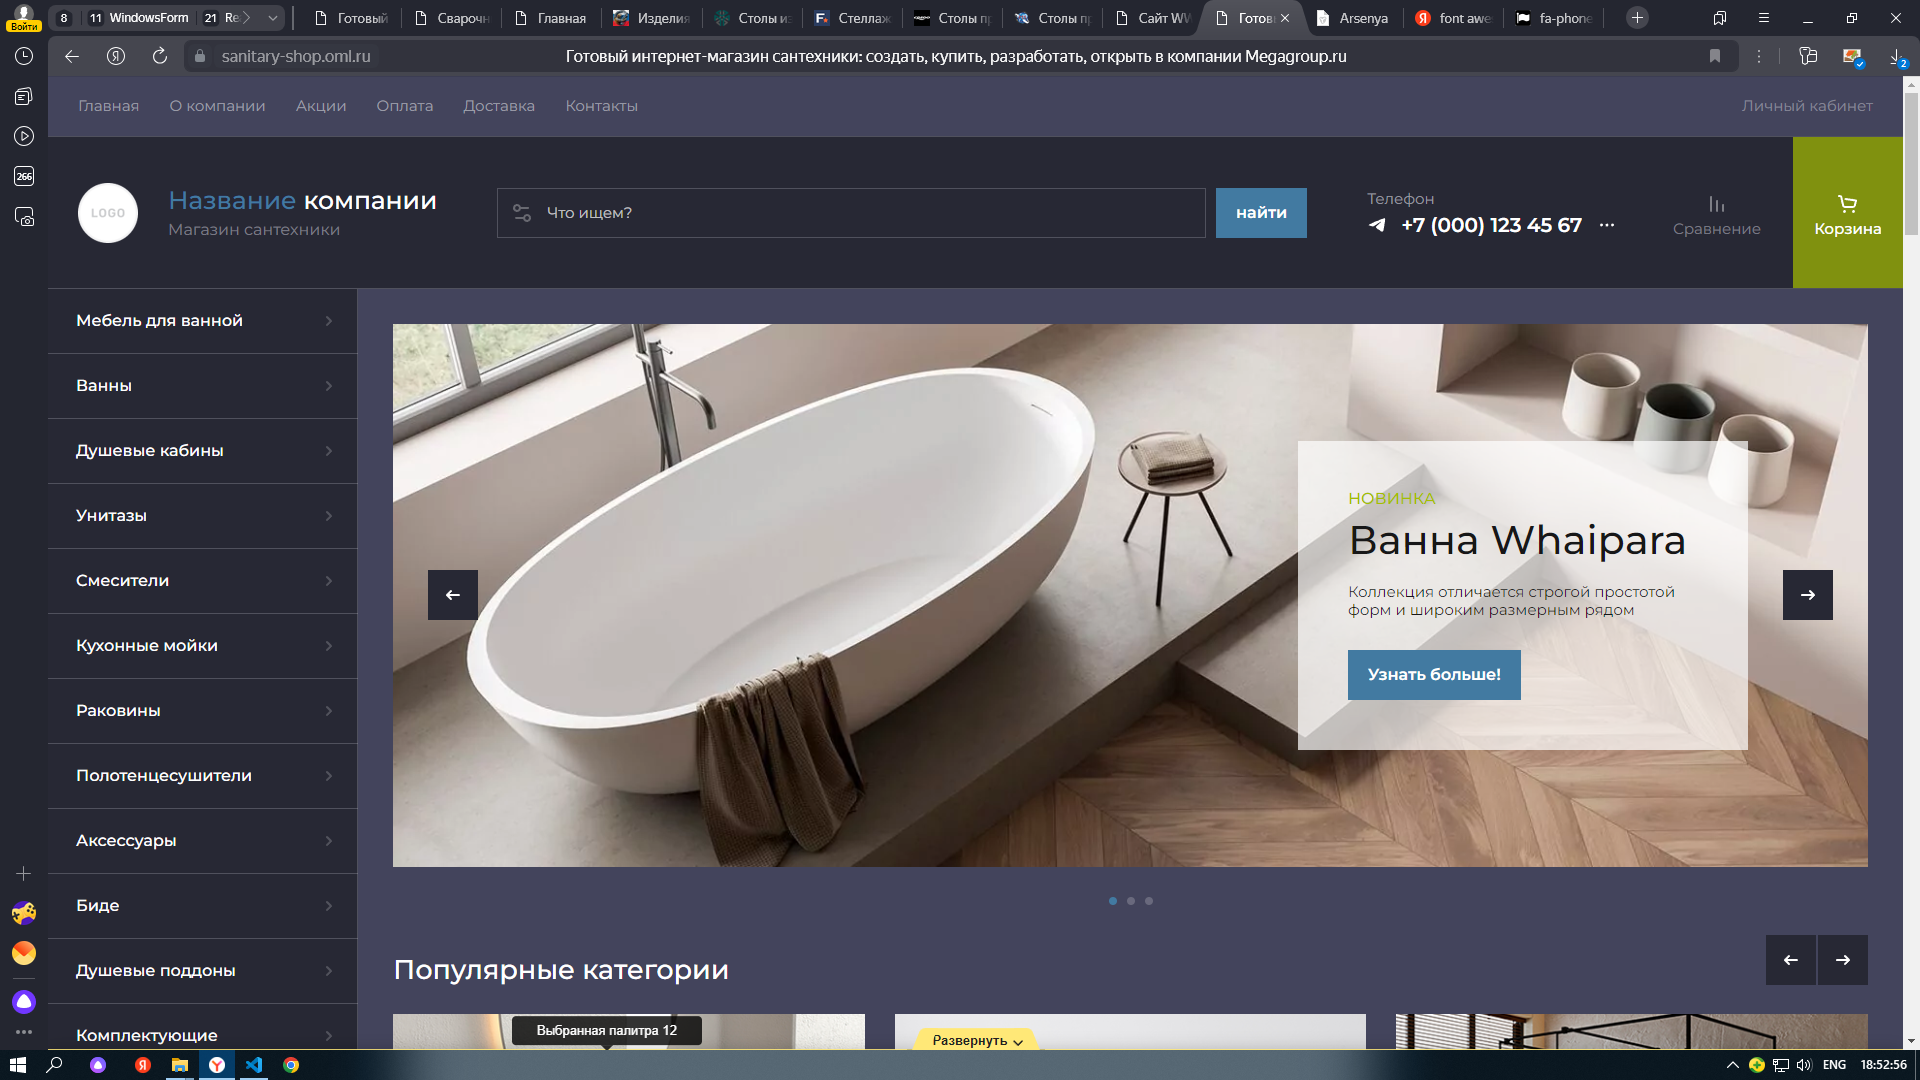 8
11 WindowsForm
21 Re
Готовый
Сварочн
Главная
Изделия
Столы из
Стеллаж
Столы пр
Столы пр
Сайт WW
Готов
Arsenya
font awe
fa-phone
Войти
sanitary-shop.oml.ru
Готовый интернет-магазин сантехники: создать, купить, разработать, открыть в компании Megagroup.ru
2
266
Главная
О компании
Акции
Оплата
Доставка
Контакты
Личный кабинет
LOGO
Название компании
Магазин сантехники
Что ищем?
найти
Телефон
+7 (000) 123 45 67
Сравнение
Корзина
Мебель для ванной
Ванны
Душевые кабины
Унитазы
Смесители
Кухонные мойки
Раковины
Полотенцесушители
Аксессуары
Биде
Душевые поддоны
Комплектующие
НОВИНКА
Ванна Whaipara
Коллекция отличается строгой простотой
форм и широким размерным рядом
Узнать больше!
Популярные категории
Выбранная палитра 12
Развернуть
ENG
18:52:56